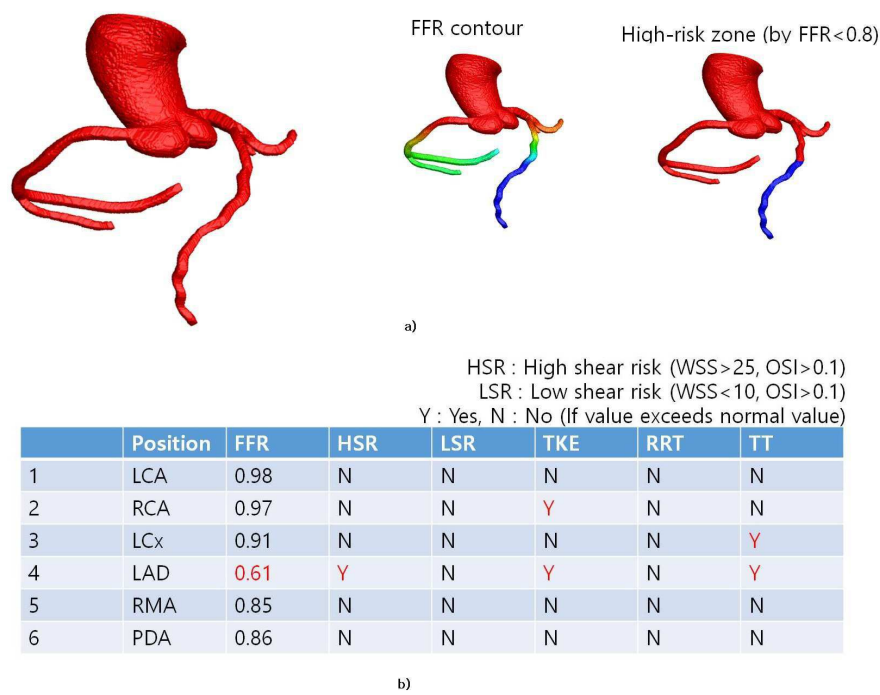 FFR contour
High-risk zone (by FFR<0.8)
a)
HSR : High shear risk (WSS>25, OSI>0.1)
LSR : Low shear risk (WSS<10, OSI>0.1)
Y : Yes, N : No (If value exceeds normal value)
Position FFR HSR LSR TKE RRT TT
1 LCA 0.98 N N N N N
2 RCA 0.97 N N Y N N
3 LCx 0.91 N N N N Y
4 LAD 0.61 Y N Y N Y
5 RMA 0.85 N N N N N
6 PDA 0.86 N N N N N
b)